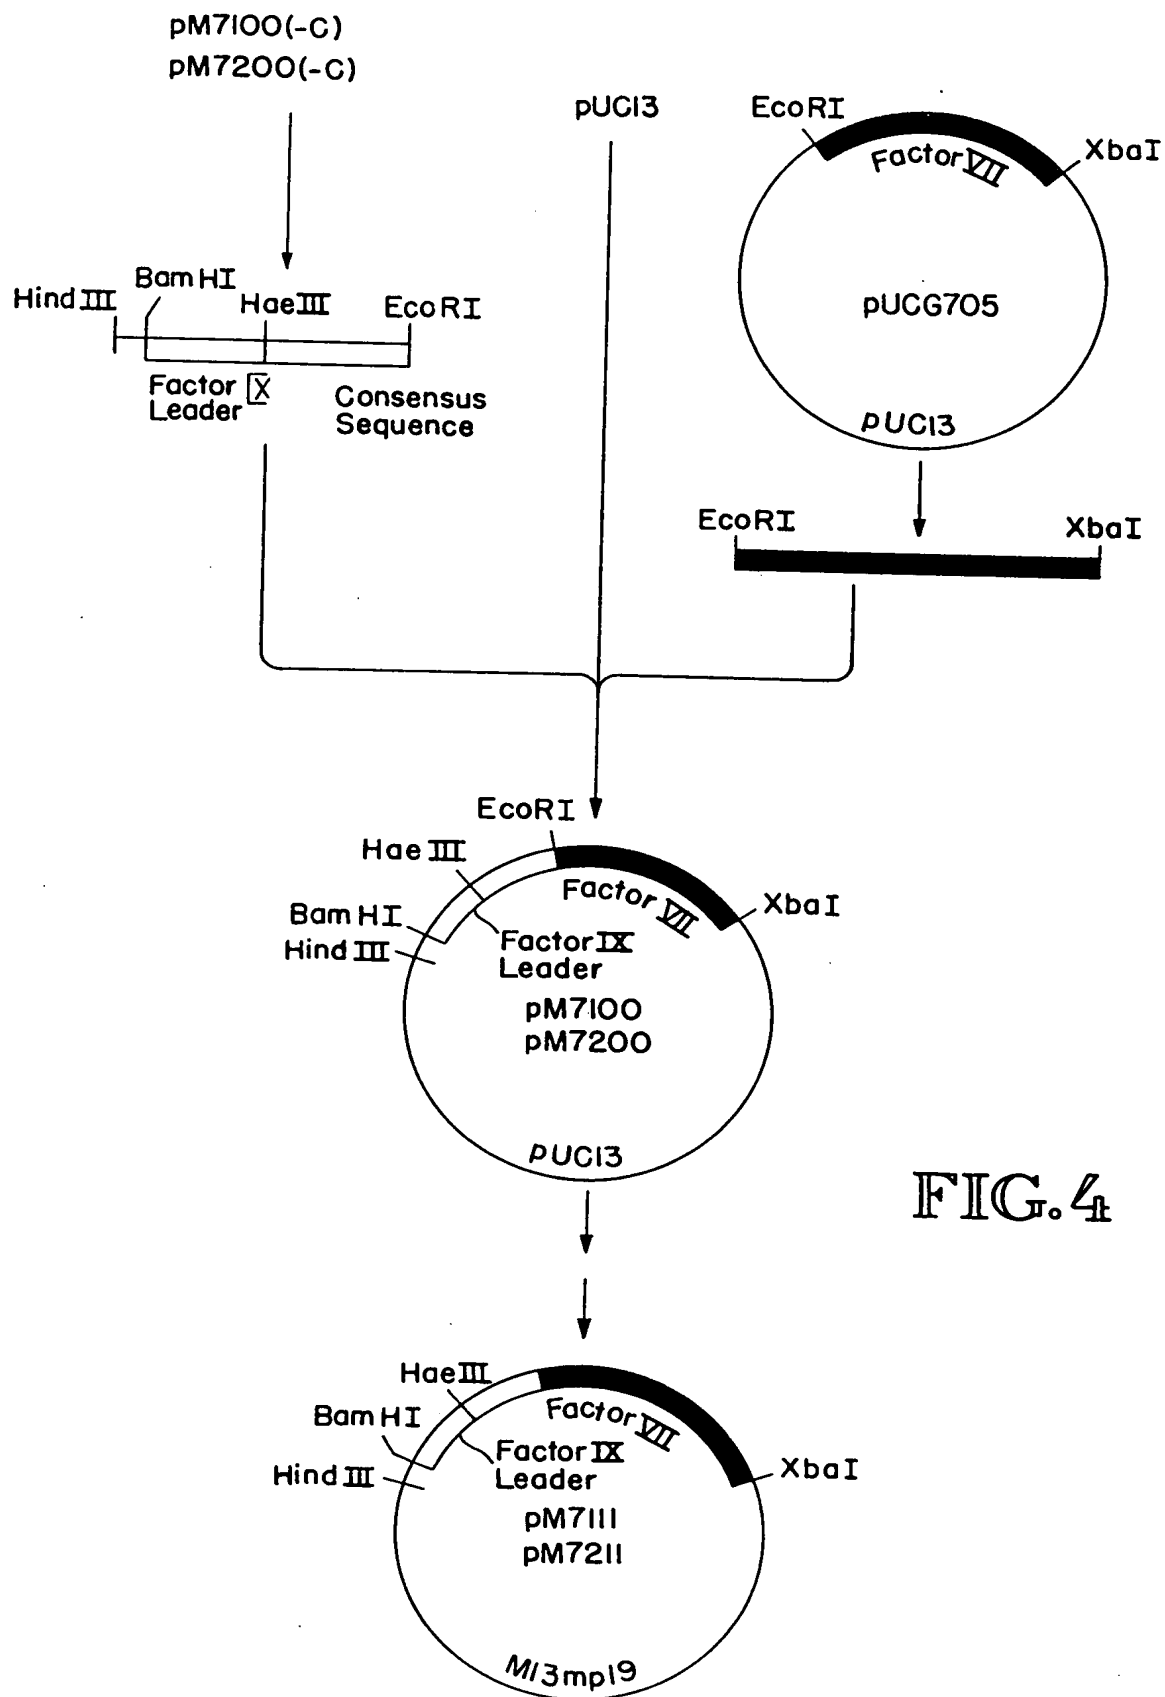 pM7100(-C)
pM7200(-C)
pUC13
EcoRI
Factor VII
XbaI
pUCG705
pUC13
Hind III
Bam HI
Hae III
EcoRI
Factor IX
Leader
Consensus
Sequence
EcoRI
XbaI
EcoRI
Hae III
Bam HI
Hind III
Factor VII
XbaI
Factor IX
Leader
pM7100
pM7200
pUC13
FIG. 4
Hae III
Bam HI
Hind III
Factor VII
XbaI
Factor IX
Leader
pM7111
pM7211
M13mp19